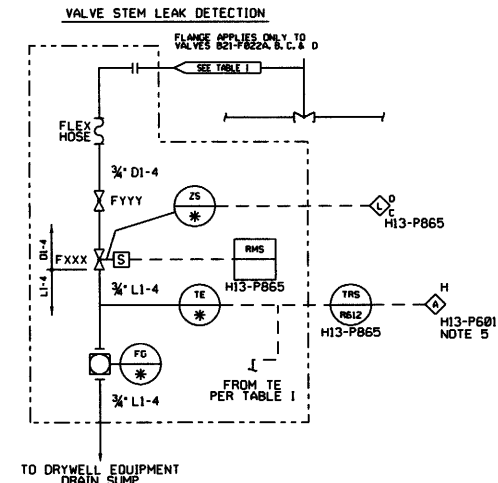 VALVE STEM LEAK DETECTION
FLANGE APPLIES ONLY TO
VALVES B21-F022A, B, C, & D
SEE TABLE I
FLEX
HOSE
3/4" D1-4
FYYY
ZS
*
L
D
C
H13-P865
D1-4
FXXX
S
RMS
H13-P865
L1-4
3/4" L1-4
TE
*
TRS
R612
H13-P865
A
H
H13-P601
NOTE 5
FG
*
FROM TE
PER TABLE I
3/4" L1-4
TO DRYWELL EQUIPMENT
DRAIN SUMP